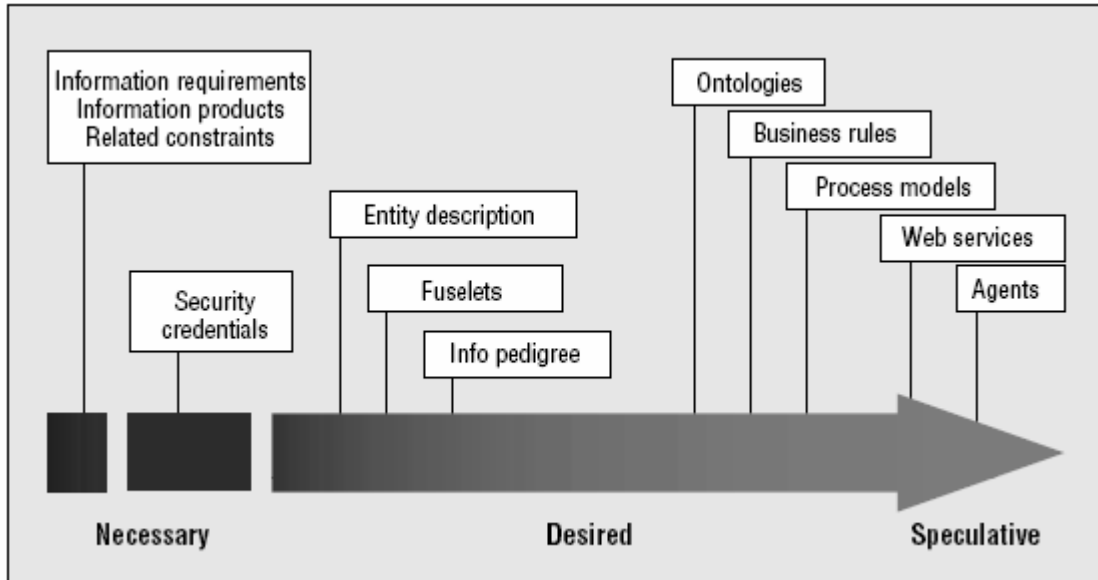 Information requirements
Information products
Related constraints
Security
credentials
Entity description
Fuselets
Info pedigree
Ontologies
Business rules
Process models
Web services
Agents
Necessary
Desired
Speculative